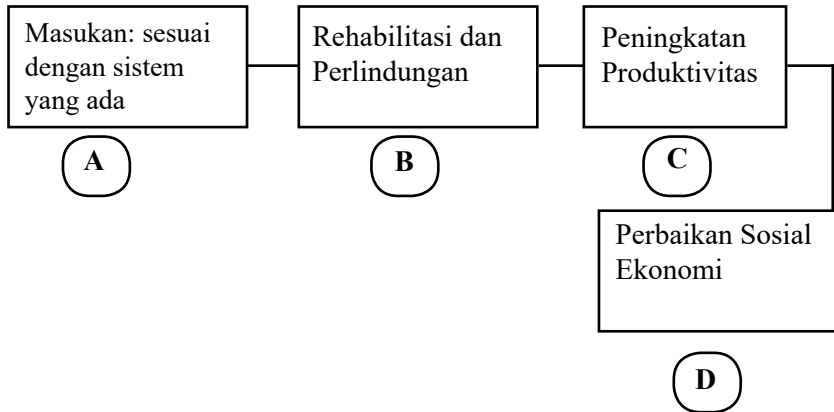 Masukan: sesuai
dengan sistem
yang ada
Rehabilitasi dan
Perlindungan
Peningkatan
Produktivitas
A
B
C
Perbaikan Sosial
Ekonomi
D